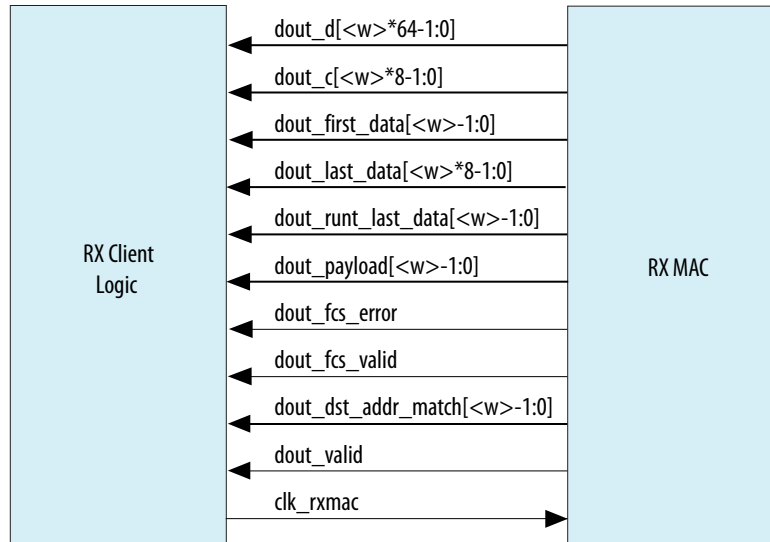 dout_d[<w>*64-1:0]
dout_c[<w>*8-1:0]
dout_first_data[<w>-1:0]
dout_last_data[<w>*8-1:0]
dout_runt_last_data[<w>-1:0]
RX Client
Logic
dout_payload[<w>-1:0]
RX MAC
dout_fcs_error
dout_fcs_valid
dout_dst_addr_match[<w>-1:0]
dout_valid
clk_rxmac